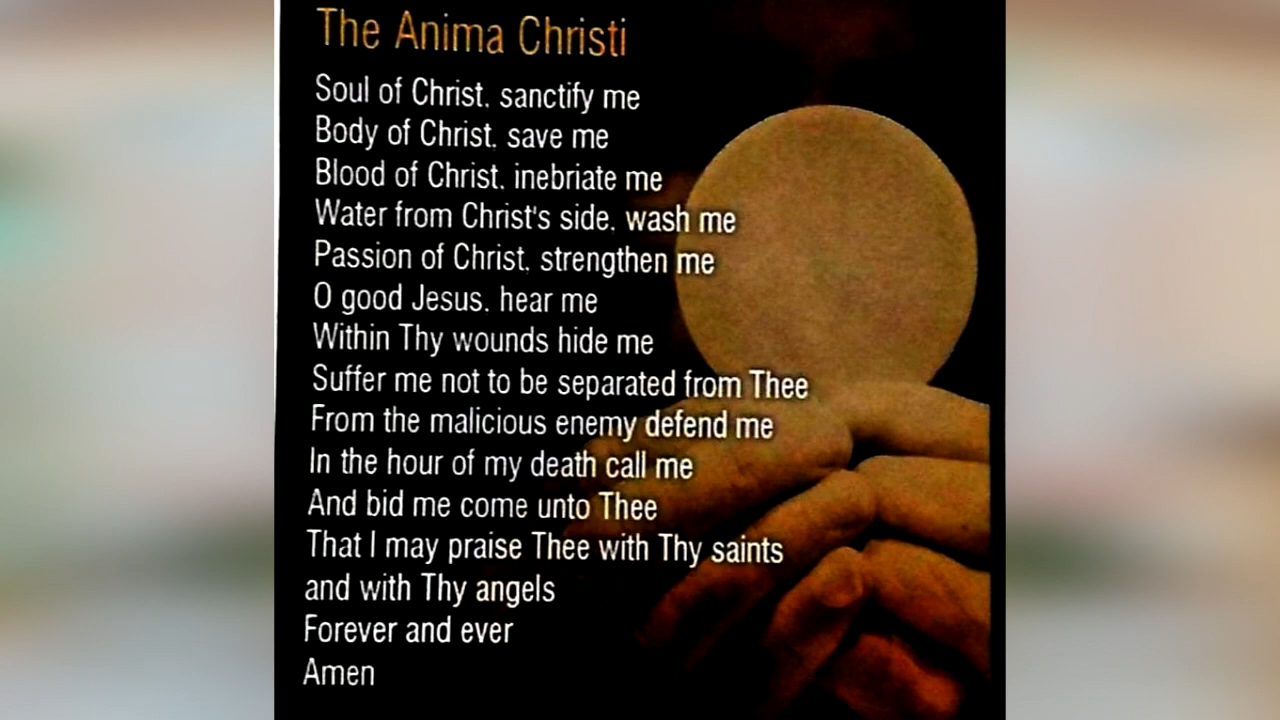 The Anima Christi
Soul of Christ. sanctify me
Body of Christ. save me
Blood of Christ. inebriate me
Water from Christ's side. wash me
Passion of Christ. strengthen me
O good Jesus. hear me
Within Thy wounds hide me
Suffer me not to be separated from Thee
From the malicious enemy defend me
In the hour of my death call me
And bid me come unto Thee
That I may praise Thee with Thy saints
and with Thy angels
Forever and ever
Amen